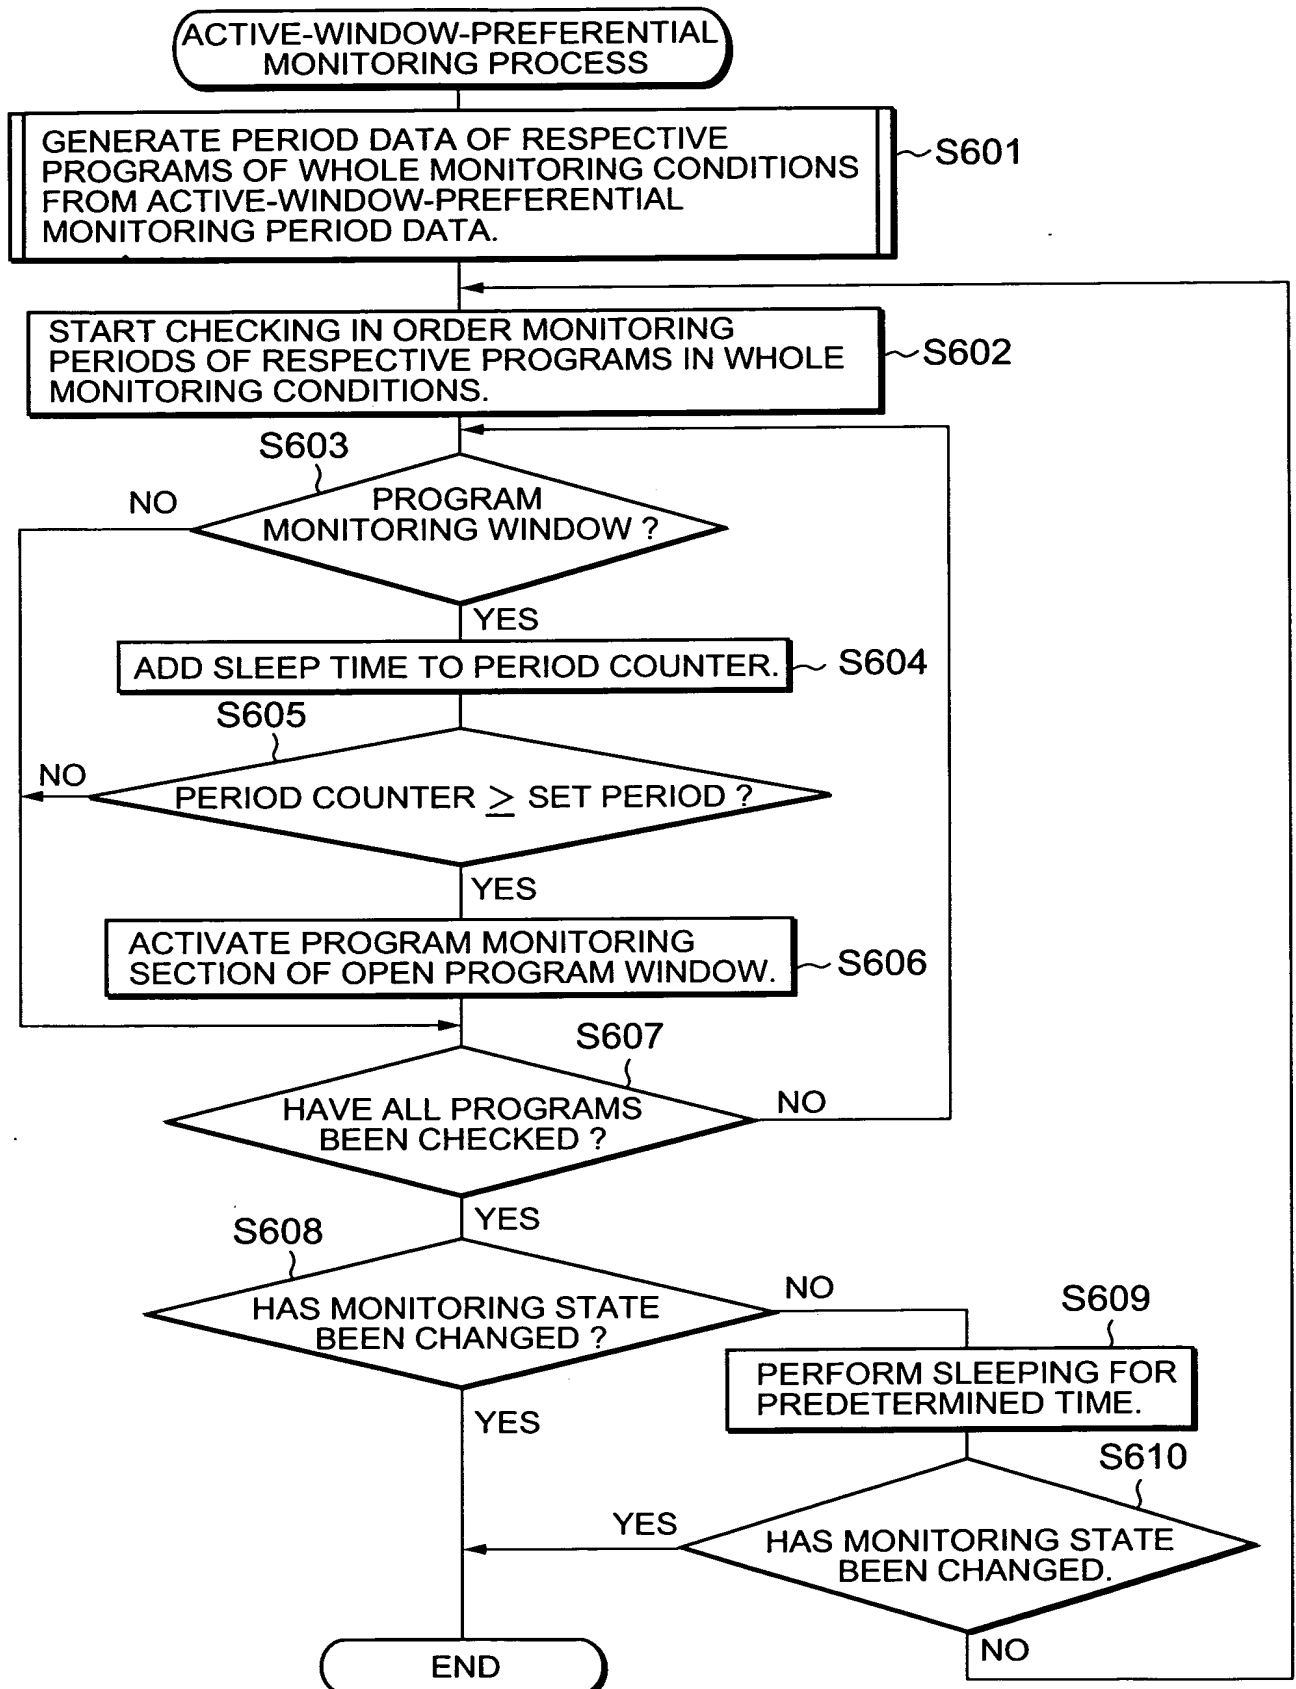 ACTIVE-WINDOW-PREFERENTIAL
MONITORING PROCESS
GENERATE PERIOD DATA OF RESPECTIVE
PROGRAMS OF WHOLE MONITORING CONDITIONS
FROM ACTIVE-WINDOW-PREFERENTIAL
MONITORING PERIOD DATA.
S601
START CHECKING IN ORDER MONITORING
PERIODS OF RESPECTIVE PROGRAMS IN WHOLE
MONITORING CONDITIONS.
S602
S603
NO
PROGRAM
MONITORING WINDOW ?
YES
ADD SLEEP TIME TO PERIOD COUNTER.
S604
S605
NO
PERIOD COUNTER ≥ SET PERIOD ?
YES
ACTIVATE PROGRAM MONITORING
SECTION OF OPEN PROGRAM WINDOW.
S606
S607
HAVE ALL PROGRAMS
BEEN CHECKED ?
NO
YES
S608
HAS MONITORING STATE
BEEN CHANGED ?
NO
YES
S609
PERFORM SLEEPING FOR
PREDETERMINED TIME.
S610
YES
HAS MONITORING STATE
BEEN CHANGED.
NO
END